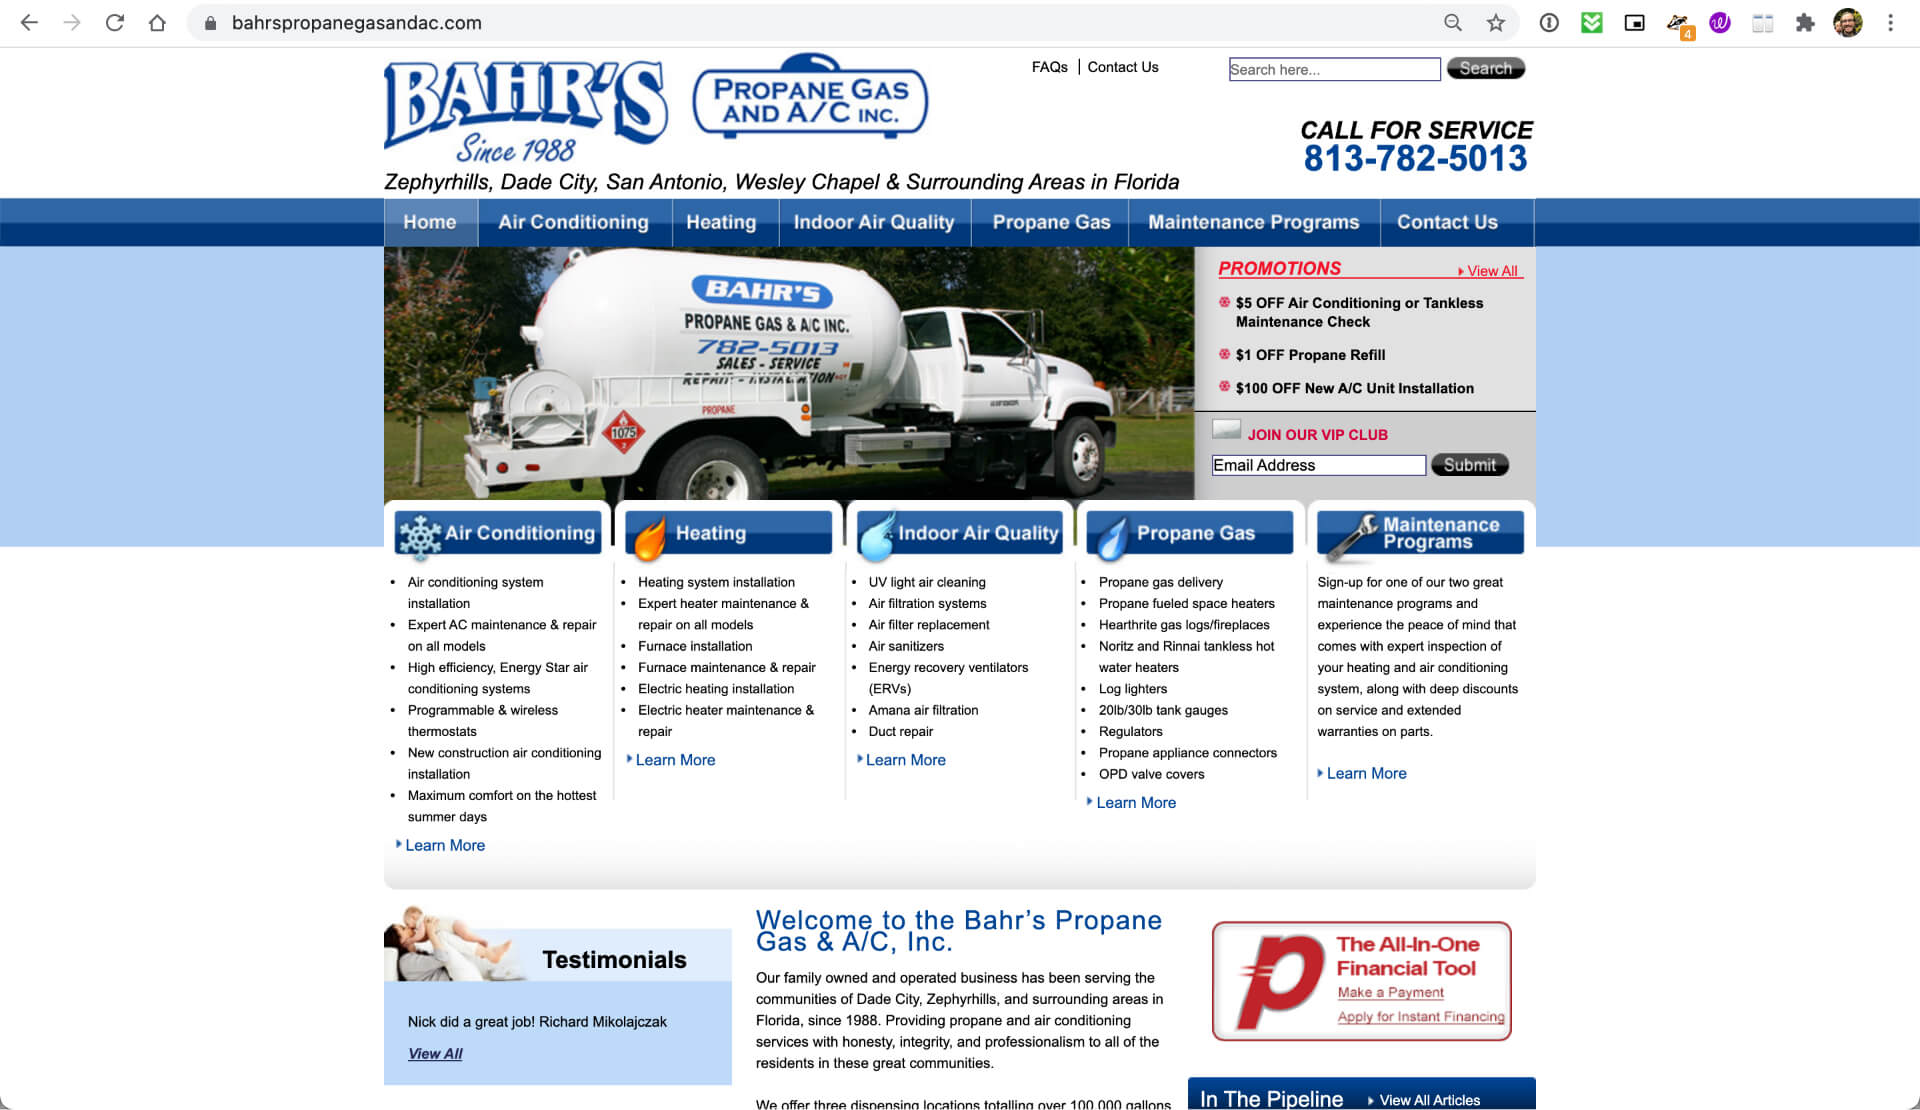 bahrspropanegasandac.com
4
BAHR'S
Since 1988
PROPANE GAS
AND A/C INC.
FAQs | Contact Us
Search here...
Search
CALL FOR SERVICE
813-782-5013
Zephyrhills, Dade City, San Antonio, Wesley Chapel & Surrounding Areas in Florida
Home
Air Conditioning
Heating
Indoor Air Quality
Propane Gas
Maintenance Programs
Contact Us
BAHR'S
PROPANE GAS & A/C INC.
782-5013
SALES - SERVICE
REPAIR - INSTALLATION
PROPANE
1075
2
PROMOTIONS
View All
$5 OFF Air Conditioning or Tankless
Maintenance Check
$1 OFF Propane Refill
$100 OFF New A/C Unit Installation
JOIN OUR VIP CLUB
Email Address
Submit
Air Conditioning
• Air conditioning system
installation
• Expert AC maintenance & repair
on all models
• High efficiency, Energy Star air
conditioning systems
• Programmable & wireless
thermostats
• New construction air conditioning
installation
• Maximum comfort on the hottest
summer days
Learn More
Heating
• Heating system installation
• Expert heater maintenance &
repair on all models
• Furnace installation
• Furnace maintenance & repair
• Electric heating installation
• Electric heater maintenance &
repair
Learn More
Indoor Air Quality
• UV light air cleaning
• Air filtration systems
• Air filter replacement
• Air sanitizers
• Energy recovery ventilators
(ERVs)
• Amana air filtration
• Duct repair
Learn More
Propane Gas
• Propane gas delivery
• Propane fueled space heaters
• Hearthrite gas logs/fireplaces
• Noritz and Rinnai tankless hot
water heaters
• Log lighters
• 20lb/30lb tank gauges
• Regulators
• Propane appliance connectors
• OPD valve covers
Learn More
Maintenance
Programs
Sign-up for one of our two great
maintenance programs and
experience the peace of mind that
comes with expert inspection of
your heating and air conditioning
system, along with deep discounts
on service and extended
warranties on parts.
Learn More
Testimonials
Nick did a great job! Richard Mikolajczak
View All
Welcome to the Bahr's Propane
Gas & A/C, Inc.
Our family owned and operated business has been serving the
communities of Dade City, Zephyrhills, and surrounding areas in
Florida, since 1988. Providing propane and air conditioning
services with honesty, integrity, and professionalism to all of the
residents in these great communities.
We offer three dispensing locations totalling over 100,000 gallons
p
The All-In-One
Financial Tool
Make a Payment
Apply for Instant Financing
In The Pipeline
View All Articles